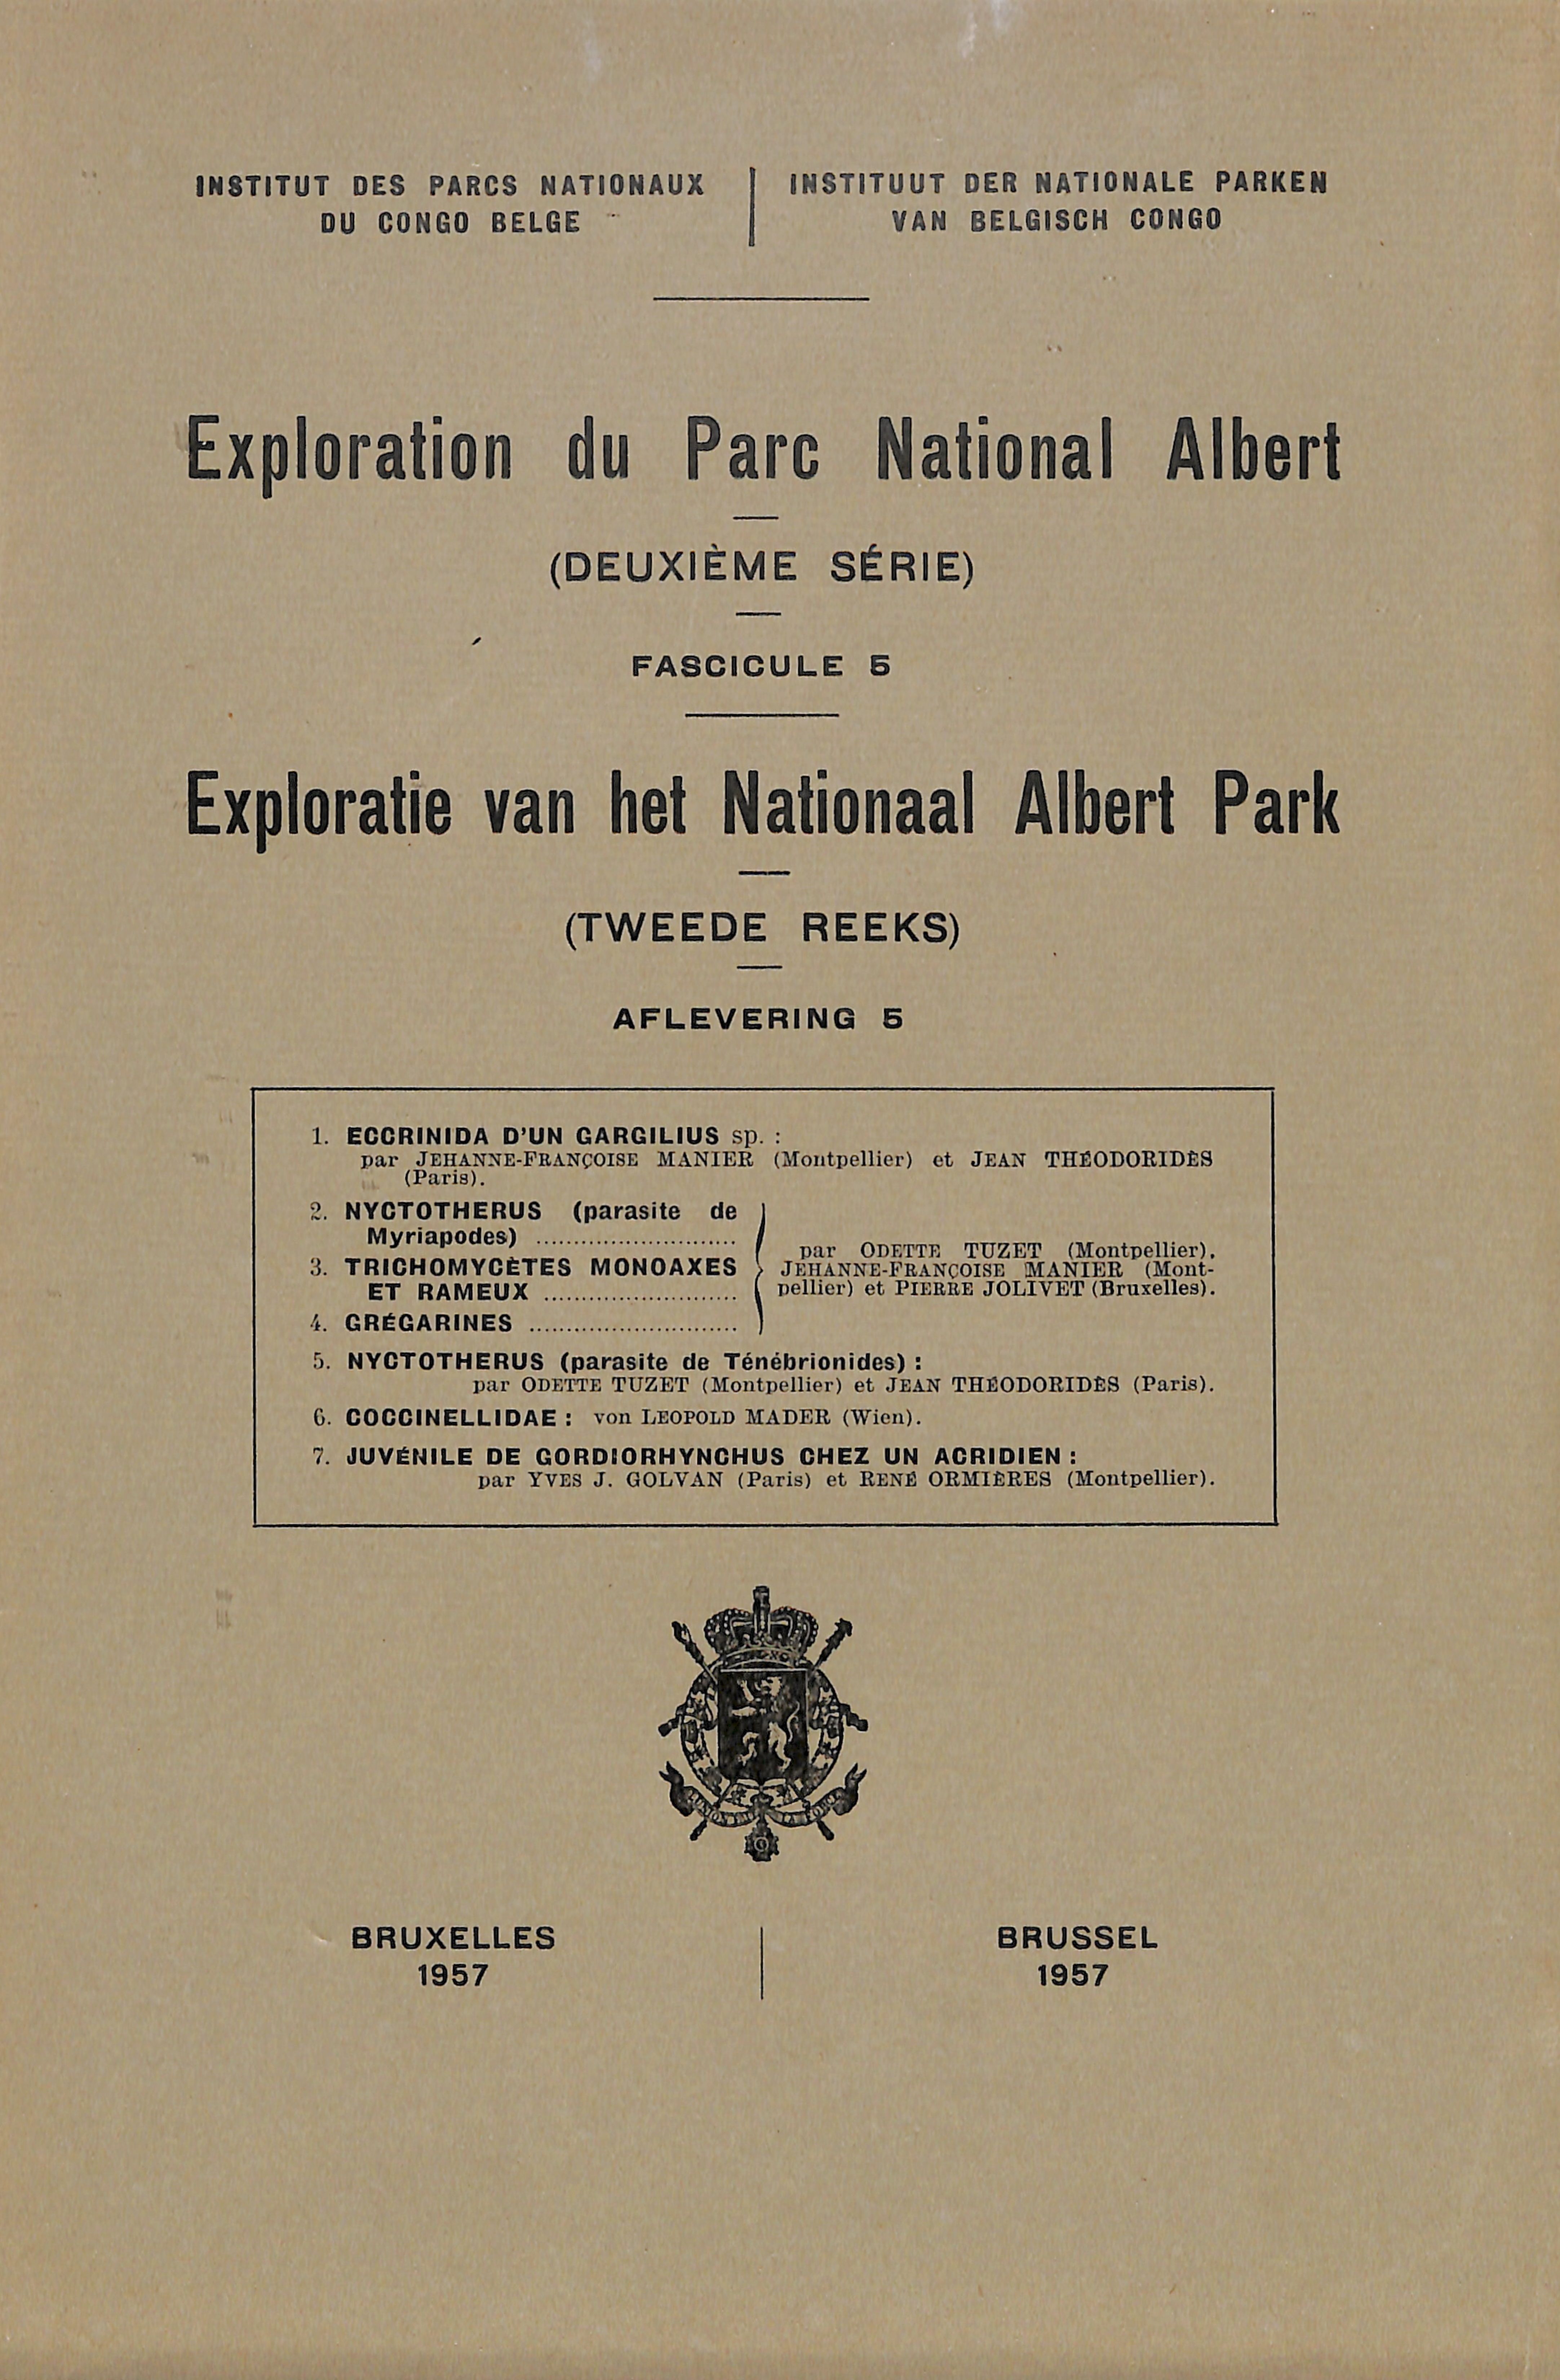 INSTITUT DES PARCS NATIONAUX
DU CONGO BELGE
INSTITUUT DER NATIONALE PARKEN
VAN BELGISCH CONGO
Exploration du Parc National Albert
(DEUXIÈME SÉRIE)
FASCICULE 5
Exploratie van het Nationaal Albert Park
(TWEEDE REEKS)
AFLEVERING 5
1. ECCRINIDA D'UN GARGILIUS sp. :
par JEHANNE-FRANÇOISE MANIER (Montpellier) et JEAN THÉODORIDÈS
(Paris).
2. NYCTOTHERUS (parasite de
Myriapodes) ...........................
3. TRICHOMYCÈTES MONOAXES
ET RAMEUX ..........................
4. GRÉGARINES ............................
par ODETTE TUZET (Montpellier),
JEHANNE-FRANÇOISE MANIER (Mont-
pellier) et PIERRE JOLIVET (Bruxelles).
5. NYCTOTHERUS (parasite de Ténébrionides) :
par ODETTE TUZET (Montpellier) et JEAN THÉODORIDÈS (Paris).
6. COCCINELLIDAE : von LEOPOLD MADER (Wien).
7. JUVÉNILE DE GORDIORHYNCHUS CHEZ UN ACRIDIEN :
par YVES J. GOLVAN (Paris) et RENÉ ORMIÈRES (Montpellier).
BRUXELLES
1957
BRUSSEL
1957